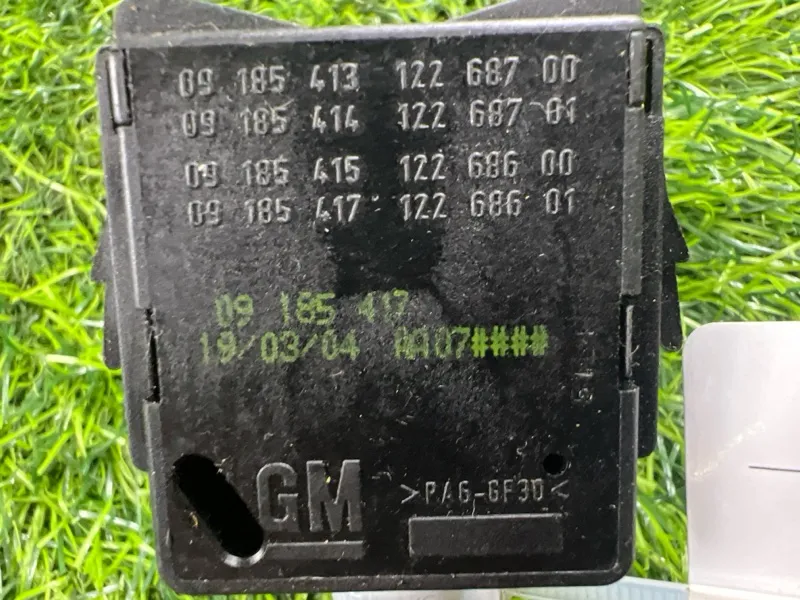 09 185 413 122 687 00
09 185 414 122 687 01
09 185 415 122 686 00
09 185 417 122 686 01
09 185 417
19/03/04 AA07####
GM
>PA6-GF30<